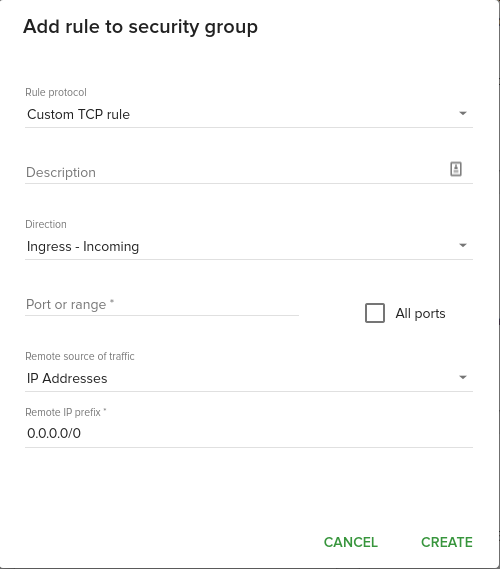 Add rule to security group
Rule protocol
Custom TCP rule
Description
Direction
Ingress - Incoming
Port or range *
All ports
Remote source of traffic
IP Addresses
Remote IP prefix *
0.0.0.0/0
CANCEL
CREATE